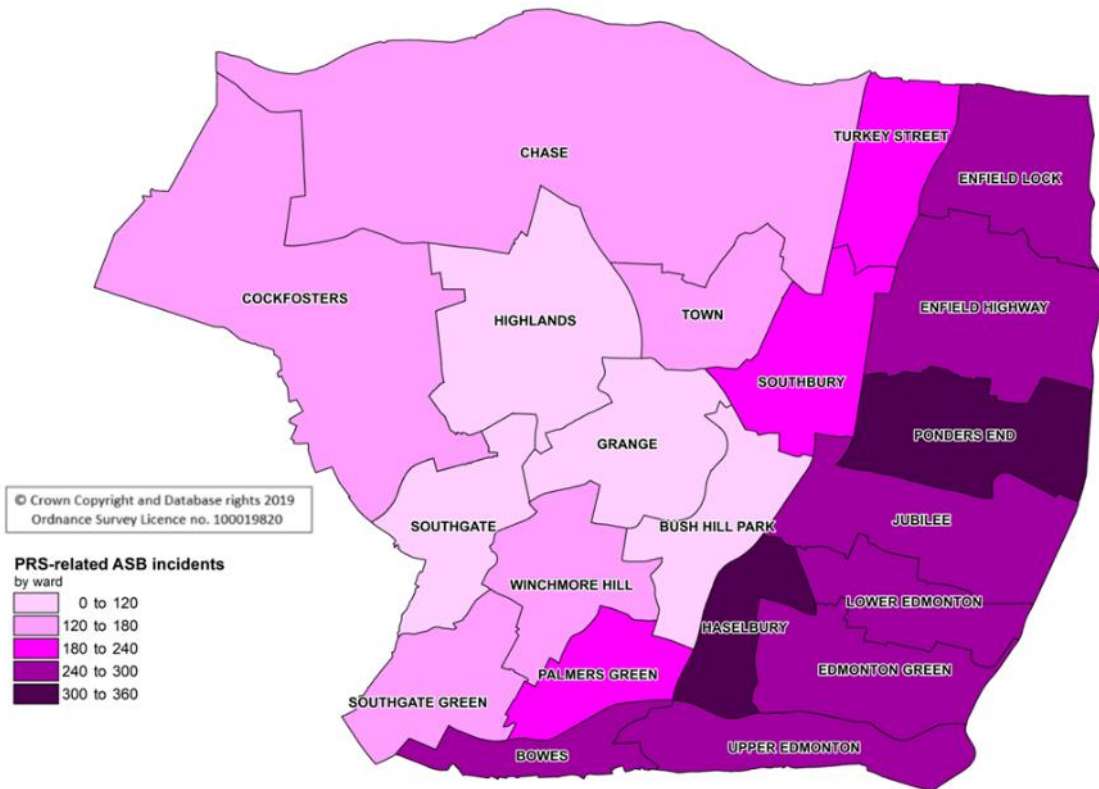 CHASE
TURKEY STREET
ENFIELD LOCK
COCKFOSTERS
HIGHLANDS
TOWN
ENFIELD HIGHWAY
SOUTHBURY
GRANGE
PONDERS END
© Crown Copyright and Database rights 2019
Ordnance Survey Licence no. 100019820
SOUTHGATE
BUSH HILL PARK
JUBILEE
WINCHMORE HILL
LOWER EDMONTON
HASELBURY
PALMERS GREEN
EDMONTON GREEN
SOUTHGATE GREEN
BOWES
UPPER EDMONTON
PRS-related ASB incidents
by ward
0 to 120
120 to 180
180 to 240
240 to 300
300 to 360